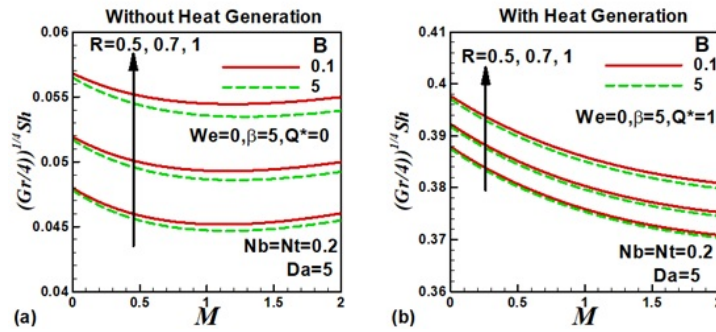 Without Heat Generation
0.06
R=0.5, 0.7, 1
B
0.1
5
0.055
We=0,β=5,Q*=0
(Gr/4))^1/4 Sh
0.05
0.045
Nb=Nt=0.2
Da=5
0.04
0 0.5 1 1.5 2
(a)
M
With Heat Generation
0.41
B
R=0.5, 0.7, 1
0.1
5
0.4
We=0,β=5,Q*=1
0.39
(Gr/4))^1/4 Sh
0.38
0.37
Nb=Nt=0.2
Da=5
0.36
0 0.5 1 1.5 2
(b)
M